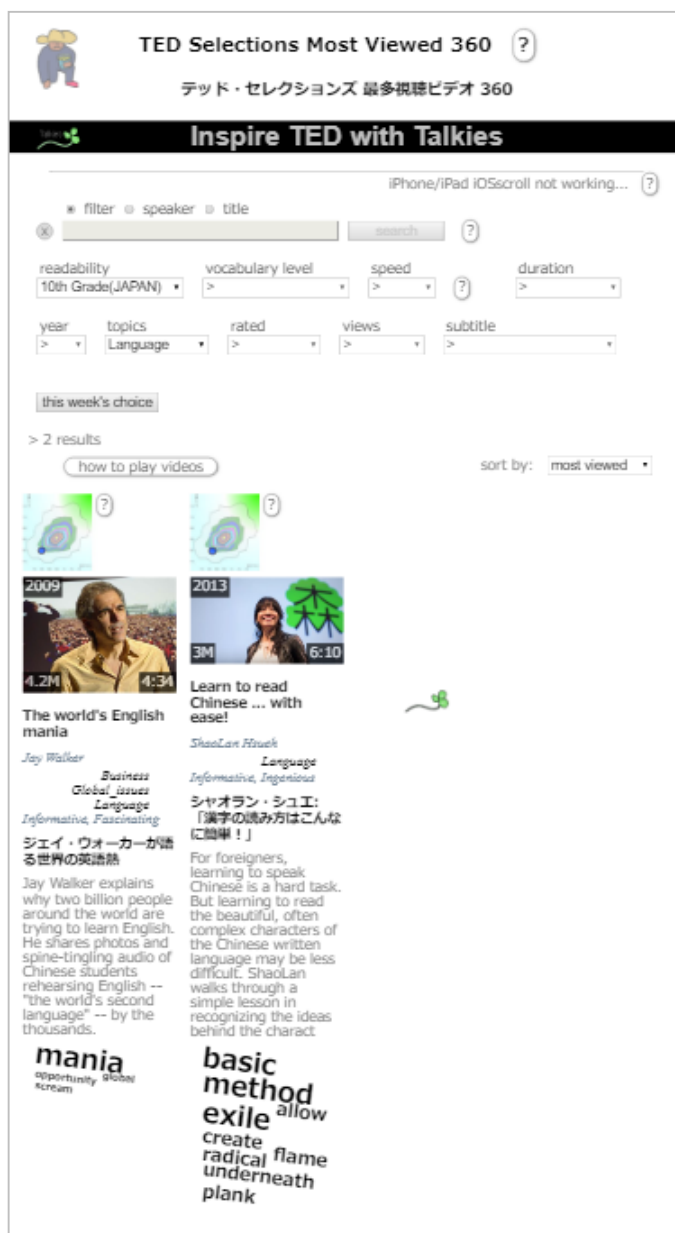 TED Selections Most Viewed 360 ?
テッド・セレクションズ 最多視聴ビデオ 360
Talkies
Inspire TED with Talkies
iPhone/iPad iOSscroll not working... ?
filter speaker title
x search ?
readability vocabulary level speed duration
10th Grade(JAPAN) > > ? >
year topics rated views subtitle
> Language > > >
this week's choice
> 2 results
how to play videos
sort by: most viewed
?
2009
4.2M 4:34
The world's English
mania
Jay Walker
Business
Global_issues
Language
Informative, Fascinating
ジェイ・ウォーカーが語
る世界の英語熱
Jay Walker explains
why two billion people
around the world are
trying to learn English.
He shares photos and
spine-tingling audio of
Chinese students
rehearsing English --
"the world's second
language" -- by the
thousands.
mania
opportunity global
scream
?
2013
森
3M 6:10
Learn to read
Chinese ... with
ease!
ShaoLan Hsueh
Language
Informative, Ingenious
シャオラン・シュエ:
「漢字の読み方はこんな
に簡単！」
For foreigners,
learning to speak
Chinese is a hard task.
But learning to read
the beautiful, often
complex characters of
the Chinese written
language may be less
difficult. ShaoLan
walks through a
simple lesson in
recognizing the ideas
behind the charact
basic
method
exile allow
create
radical flame
underneath
plank